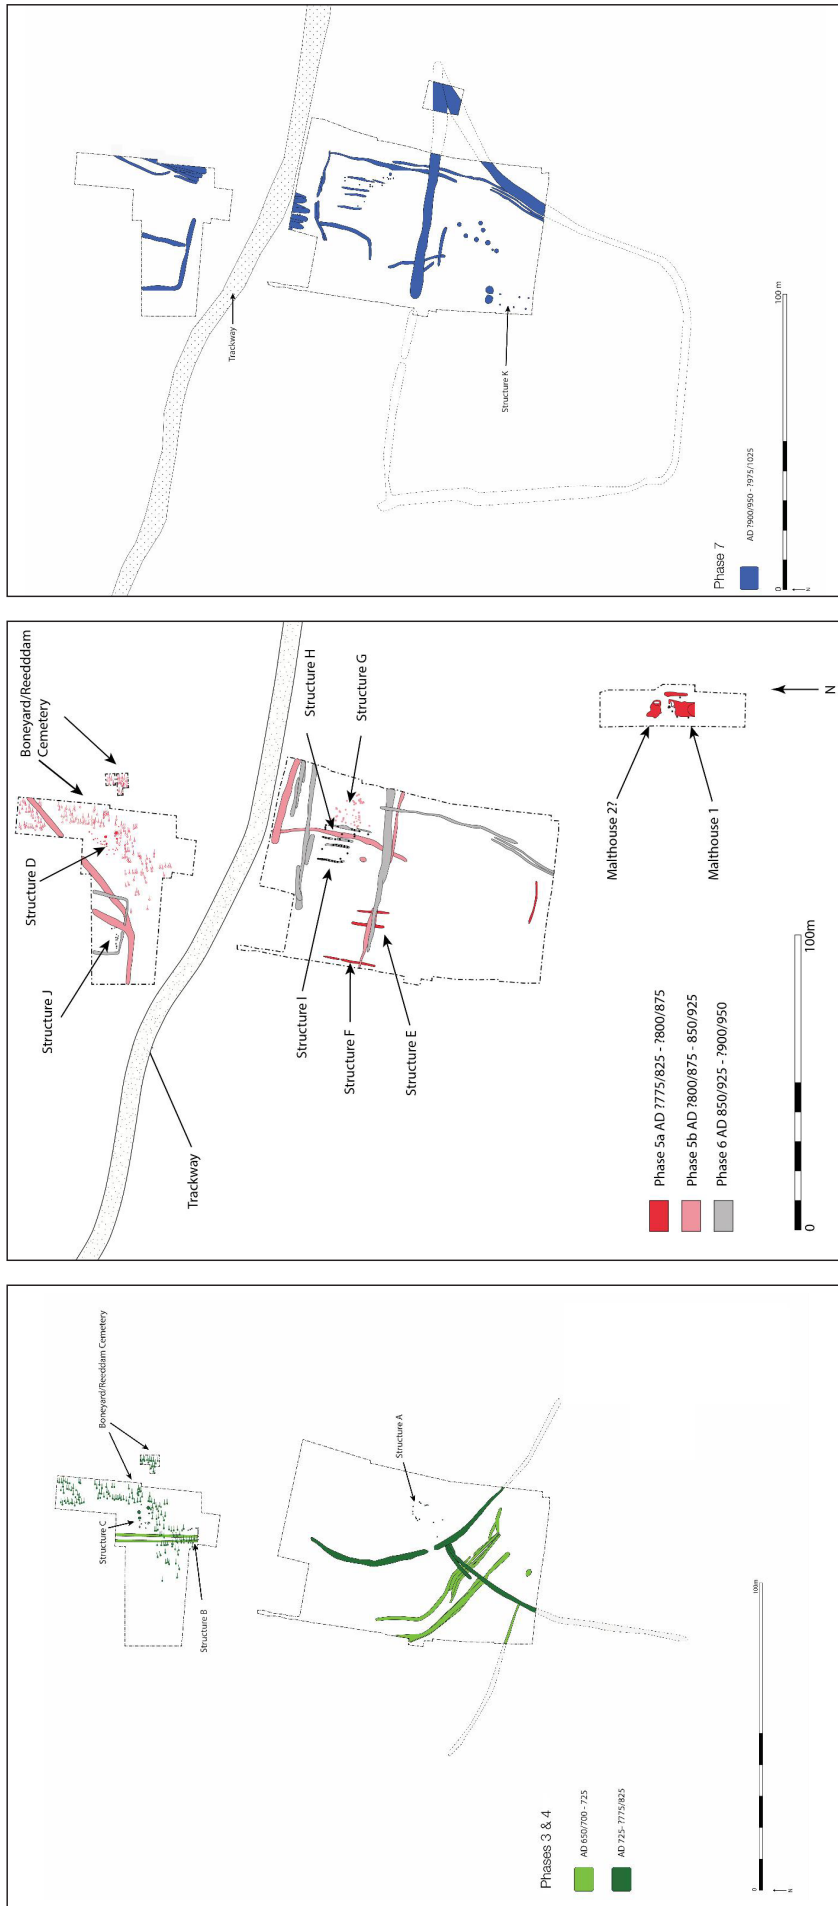 Phases 3 & 4
AD 650/700 - 725
AD 725- ?775/825
0
100m
N
Structure B
Structure C
Boneyard/Reeddam Cemetery
Structure A
Structure J
Structure D
Boneyard/Reedddam
Cemetery
Trackway
Structure F
Structure I
Structure H
Structure G
Structure E
Malthouse 2?
Malthouse 1
N
Phase 5a AD ?775/825 - ?800/875
Phase 5b AD ?800/875 - 850/925
Phase 6 AD 850/925 - ?900/950
0
100m
Trackway
Structure K
Phase 7
AD ?900/950 - ?975/1025
0
100 m
N